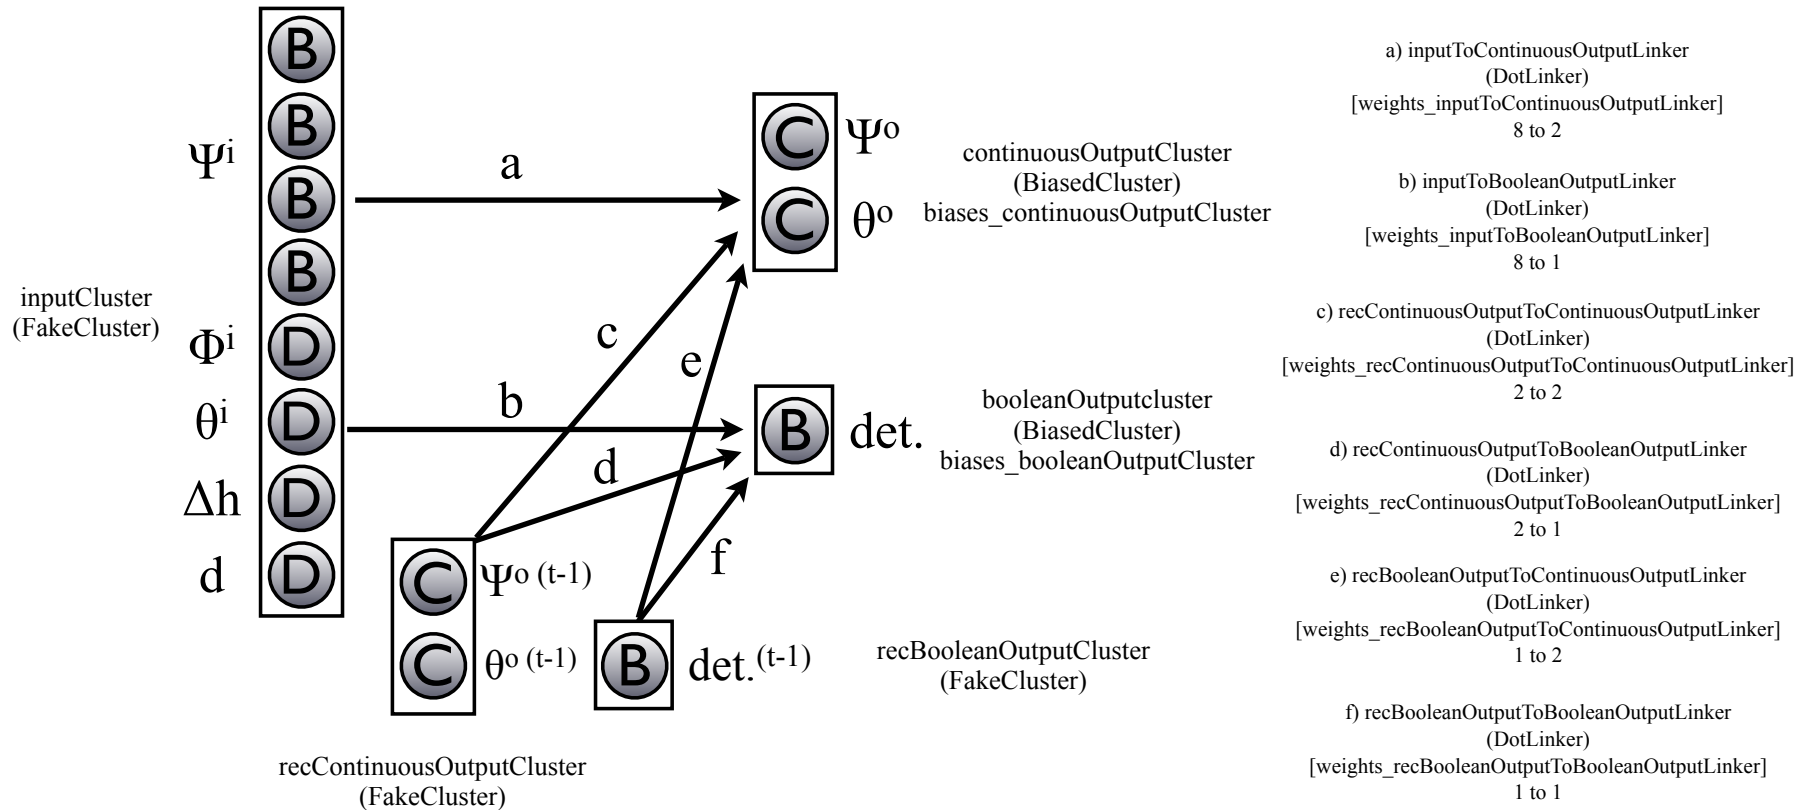 B
B
Ψi
B
B
inputCluster
(FakeCluster)
Φi
D
θi
D
Δh
D
d
D
a
b
c
d
e
f
C
Ψo
C
θo
continuousOutputCluster
(BiasedCluster)
biases_continuousOutputCluster
B
det.
booleanOutputcluster
(BiasedCluster)
biases_booleanOutputCluster
C
Ψo (t-1)
C
θo (t-1)
recContinuousOutputCluster
(FakeCluster)
B
det.(t-1)
recBooleanOutputCluster
(FakeCluster)
a) inputToContinuousOutputLinker
(DotLinker)
[weights_inputToContinuousOutputLinker]
8 to 2
b) inputToBooleanOutputLinker
(DotLinker)
[weights_inputToBooleanOutputLinker]
8 to 1
c) recContinuousOutputToContinuousOutputLinker
(DotLinker)
[weights_recContinuousOutputToContinuousOutputLinker]
2 to 2
d) recContinuousOutputToBooleanOutputLinker
(DotLinker)
[weights_recContinuousOutputToBooleanOutputLinker]
2 to 1
e) recBooleanOutputToContinuousOutputLinker
(DotLinker)
[weights_recBooleanOutputToContinuousOutputLinker]
1 to 2
f) recBooleanOutputToBooleanOutputLinker
(DotLinker)
[weights_recBooleanOutputToBooleanOutputLinker]
1 to 1